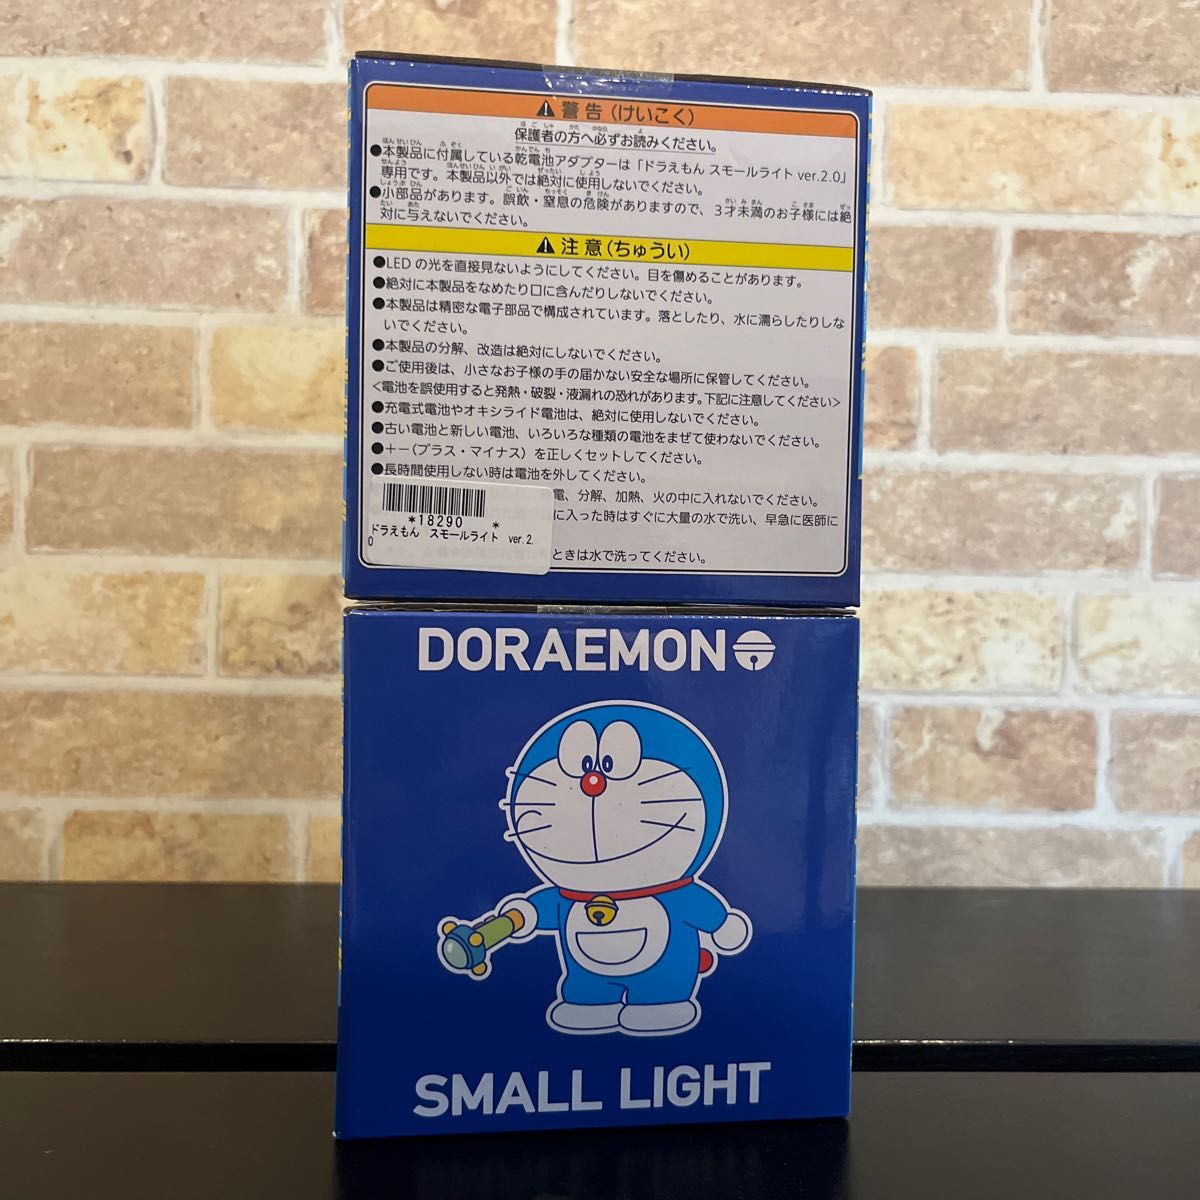 ⚠ 警告(けいこく)
保護者の方へ必ずお読みください。
●本製品に付属している乾電池アダプターは「ドラえもん スモールライト ver.2.0」
専用です。本製品以外では絶対に使用しないでください。
●小部品があります。誤飲・窒息の危険がありますので、3才未満のお子様には絶
対に与えないでください。
⚠ 注意(ちゅうい)
●LED の光を直接見ないようにしてください。目を傷めることがあります。
●絶対に本製品をなめたり口に含んだりしないでください。
●本製品は精密な電子部品で構成されています。落としたり、水に濡らしたりしな
いでください。
●本製品の分解、改造は絶対にしないでください。
●ご使用後は、小さなお子様の手の届かない安全な場所に保管してください。
<電池を誤使用すると発熱・破裂・液漏れの恐れがあります。下記に注意してください>
●充電式電池やオキシライド電池は、絶対に使用しないでください。
●古い電池と新しい電池、いろいろな種類の電池をまぜて使わないでください。
●+−(プラス・マイナス)を正しくセットしてください。
●長時間使用しない時は電池を外してください。
電、分解、加熱、火の中に入れないでください。
に入った時はすぐに大量の水で洗い、早急に医師に
ときは水で洗ってください。
*18290 *
ドラえもん スモールライト ver.2.
0
DORAEMON
SMALL LIGHT